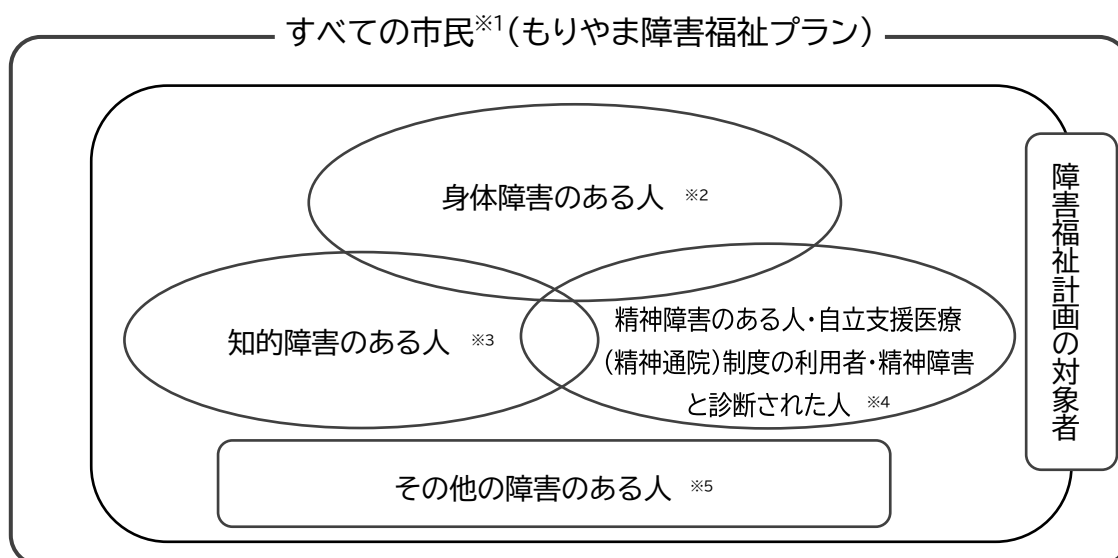 すべての市民※1(もりやま障害福祉プラン)
身体障害のある人 ※2
知的障害のある人 ※3
精神障害のある人・自立支援医療
(精神通院)制度の利用者・精神障害
と診断された人 ※4
その他の障害のある人 ※5
障害福祉計画の対象者